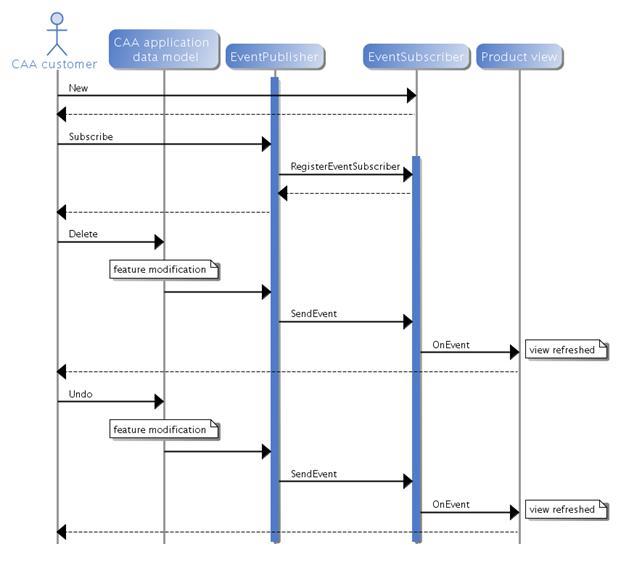 CAA customer
CAA application
data model
EventPublisher
EventSubscriber
Product view
New
Subscribe
RegisterEventSubscriber
Delete
feature modification
SendEvent
OnEvent
view refreshed
Undo
feature modification
SendEvent
OnEvent
view refreshed